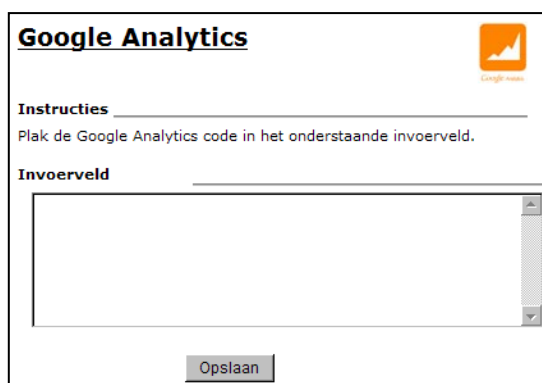 Google Analytics
Instructies
Plak de Google Analytics code in het onderstaande invoerveld.
Invoerveld
Opslaan